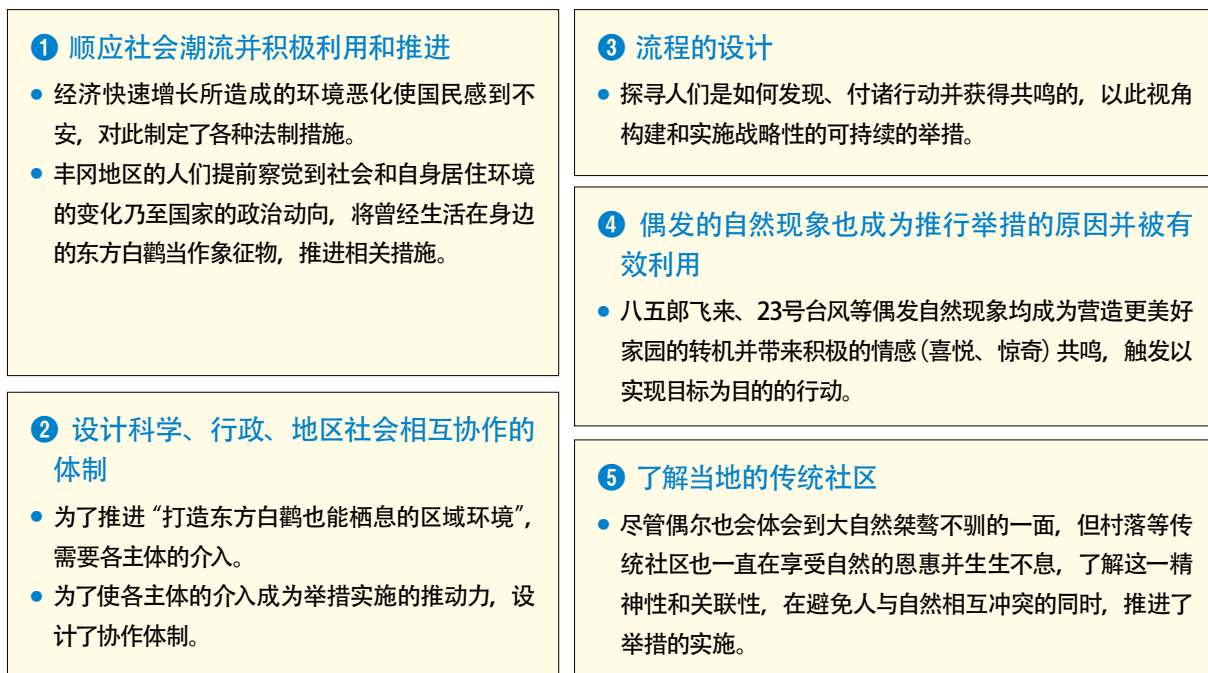 ❶ 顺应社会潮流并积极利用和推进
• 经济快速增长所造成的环境恶化使国民感到不
安，对此制定了各种法制措施。
• 丰冈地区的人们提前察觉到社会和自身居住环境
的变化乃至国家的政治动向，将曾经生活在身边
的东方白鹳当作象征物，推进相关措施。
❷ 设计科学、行政、地区社会相互协作的
体制
• 为了推进“打造东方白鹳也能栖息的区域环境”，
需要各主体的介入。
• 为了使各主体的介入成为举措实施的推动力，设
计了协作体制。
❸ 流程的设计
• 探寻人们是如何发现、付诸行动并获得共鸣的，以此视角
构建和实施战略性的可持续的举措。
❹ 偶发的自然现象也成为推行举措的原因并被有
效利用
• 八五郎飞来、23号台风等偶发自然现象均成为营造更美好
家园的转机并带来积极的情感（喜悦、惊奇）共鸣，触发以
实现目标为目的的行动。
❺ 了解当地的传统社区
• 尽管偶尔也会体会到大自然桀骜不驯的一面，但村落等传
统社区也一直在享受自然的恩惠并生生不息，了解这一精
神性和关联性，在避免人与自然相互冲突的同时，推进了
举措的实施。